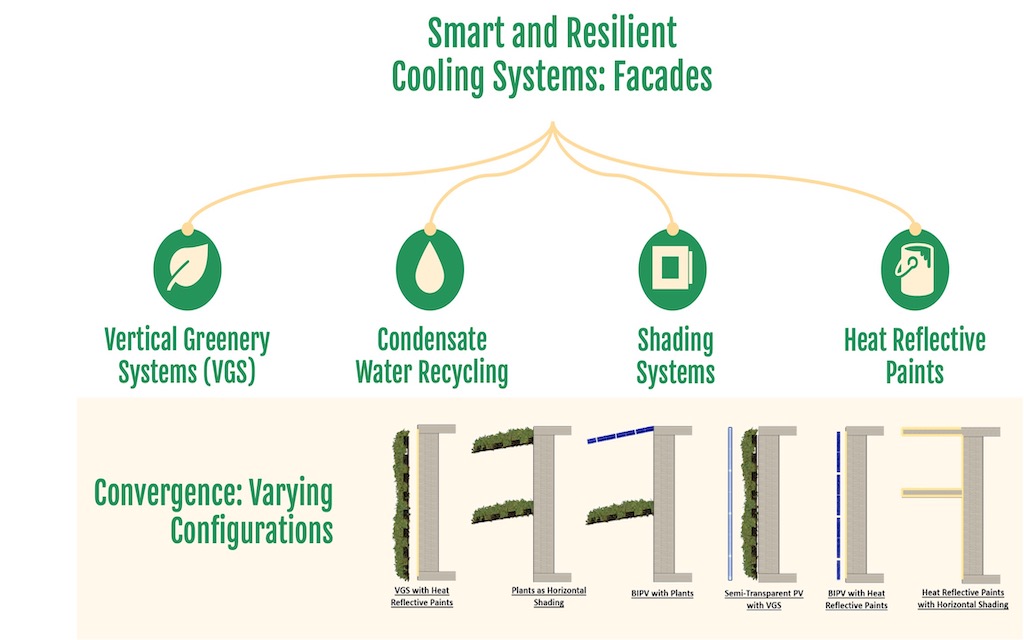 Smart and Resilient
Cooling Systems: Facades
Vertical Greenery
Systems (VGS)
Condensate
Water Recycling
Shading
Systems
Heat Reflective
Paints
Convergence: Varying
Configurations
VGS with Heat
Reflective Paints
Plants as Horizontal
Shading
BIPV with Plants
Semi-Transparent PV
with VGS
BIPV with Heat
Reflective Paints
Heat Reflective Paints
with Horizontal Shading